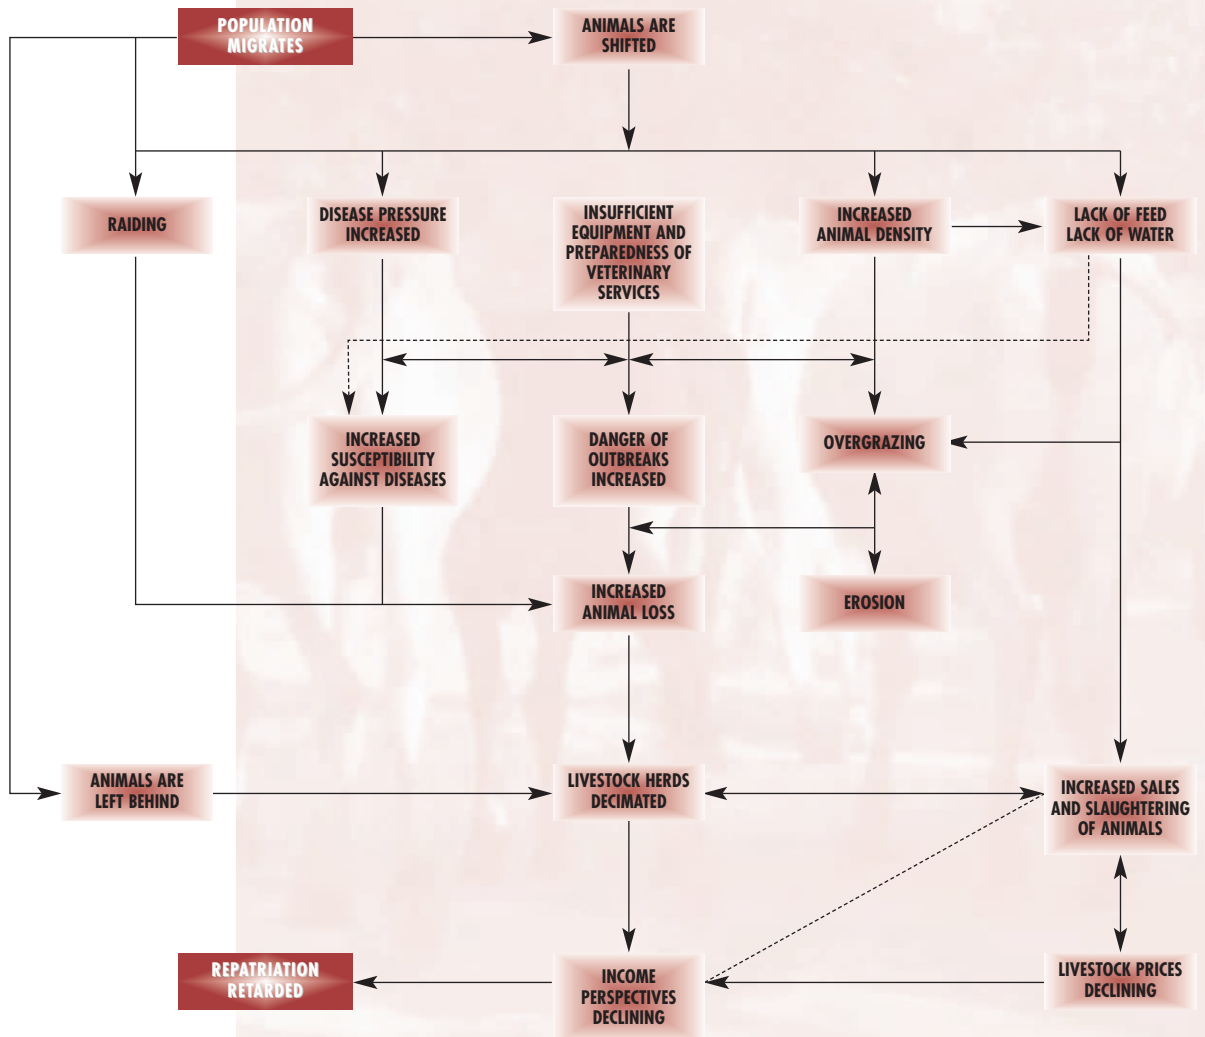 POPULATION
MIGRATES
ANIMALS ARE
SHIFTED
RAIDING
DISEASE PRESSURE
INCREASED
INSUFFICIENT
EQUIPMENT AND
PREPAREDNESS OF
VETERINARY
SERVICES
INCREASED
ANIMAL DENSITY
LACK OF FEED
LACK OF WATER
INCREASED
SUSCEPTIBILITY
AGAINST DISEASES
DANGER OF
OUTBREAKS
INCREASED
OVERGRAZING
INCREASED
ANIMAL LOSS
EROSION
ANIMALS ARE
LEFT BEHIND
LIVESTOCK HERDS
DECIMATED
INCREASED SALES
AND SLAUGHTERING
OF ANIMALS
REPATRIATION
RETARDED
INCOME
PERSPECTIVES
DECLINING
LIVESTOCK PRICES
DECLINING